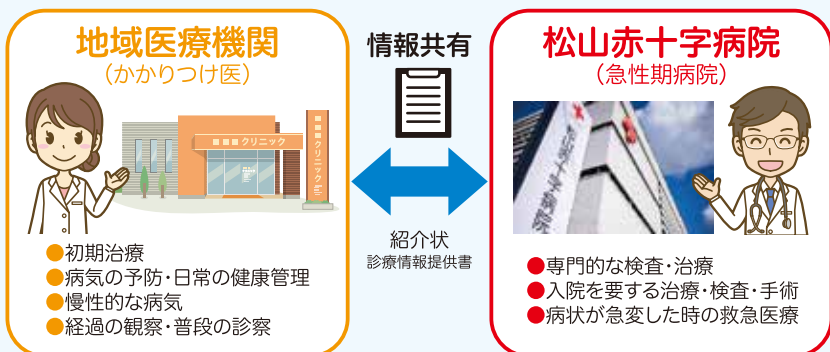 地域医療機関
(かかりつけ医)
クリニック
クリニック
●初期治療
●病気の予防・日常の健康管理
●慢性的な病気
●経過の観察・普段の診察
情報共有
紹介状
診療情報提供書
松山赤十字病院
(急性期病院)
●専門的な検査・治療
●入院を要する治療・検査・手術
●病状が急変した時の救急医療